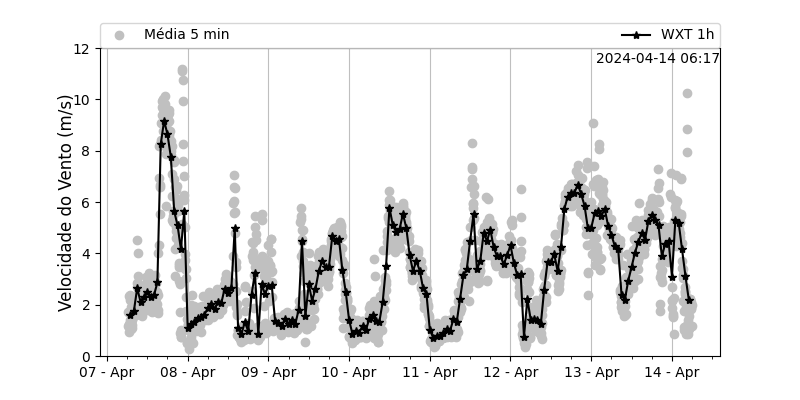 Média 5 min
WXT 1h
2024-04-14 06:17
Velocidade do Vento (m/s)
12
10
8
6
4
2
0
07 - Apr
08 - Apr
09 - Apr
10 - Apr
11 - Apr
12 - Apr
13 - Apr
14 - Apr